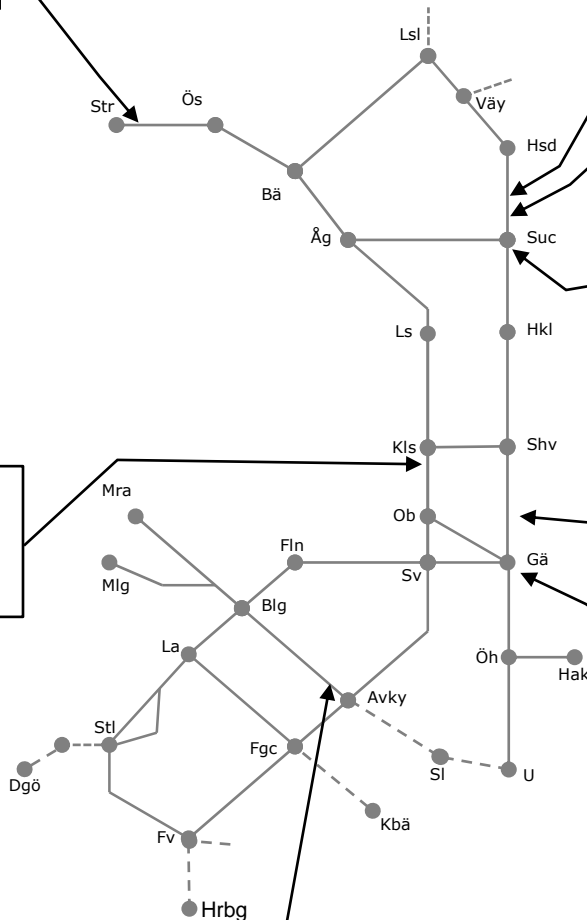 Lsl
Väy
Str
Ös
Hsd
Bä
Åg
Suc
Ls
Hkl
Kls
Shv
Mra
Ob
Fln
Mlg
Sv
Gä
Blg
La
Öh
Hak
Avky
Stl
Fgc
Sl
U
Dgö
Kbä
Fv
Hrbg